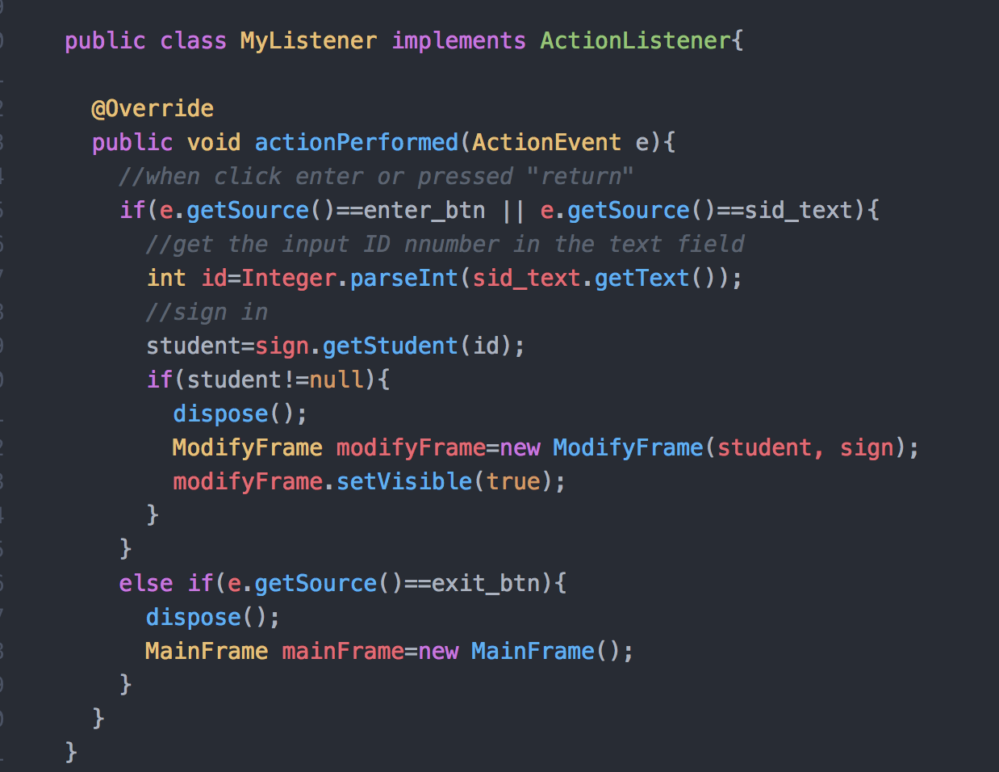 public class MyListener implements ActionListener{
@Override
public void actionPerformed(ActionEvent e){
//when click enter or pressed "return"
if(e.getSource()==enter_btn || e.getSource()==sid_text){
//get the input ID nnumber in the text field
int id=Integer.parseInt(sid_text.getText());
//sign in
student=sign.getStudent(id);
if(student!=null){
dispose();
ModifyFrame modifyFrame=new ModifyFrame(student, sign);
modifyFrame.setVisible(true);
}
}
else if(e.getSource()==exit_btn){
dispose();
MainFrame mainFrame=new MainFrame();
}
}
}